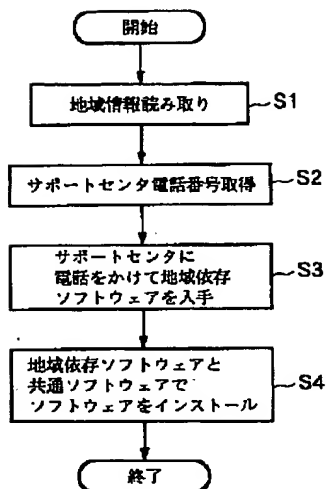 開始
地域情報読み取り
S1
サポートセンタ電話番号取得
S2
サポートセンタに
電話をかけて地域依存
ソフトウェアを入手
S3
地域依存ソフトウェアと
共通ソフトウェアで
ソフトウェアをインストール
S4
終了